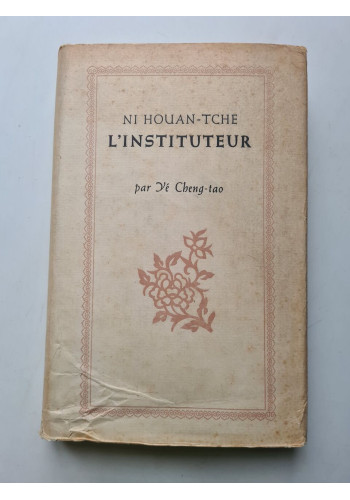 NI HOUAN-TCHE
L'INSTITUTEUR
par Yé Cheng-tao